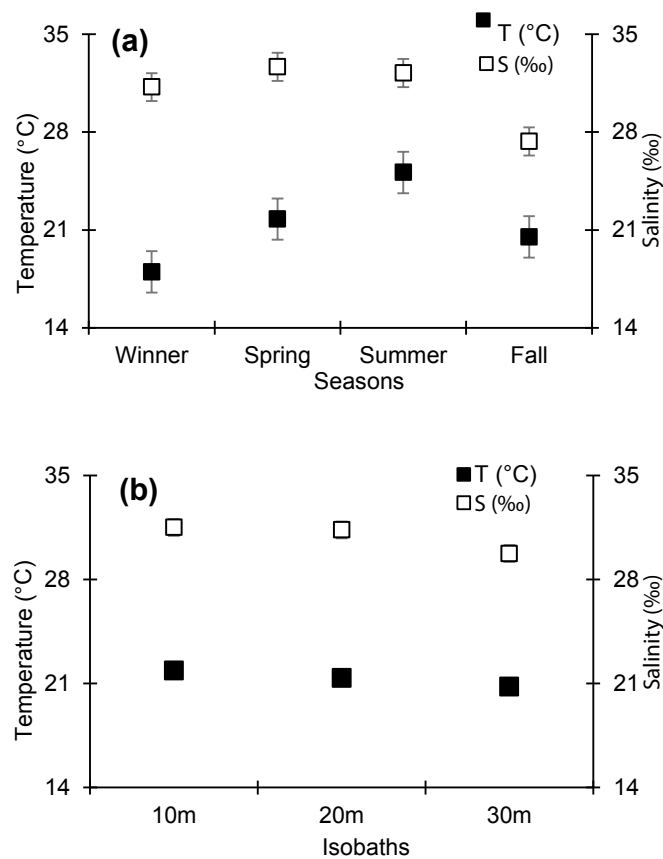 (a)
T (°C)
S (‰)
35
28
21
14
Temperature (°C)
35
28
21
14
Salinity (‰)
Winner
Spring
Summer
Fall
Seasons
(b)
T (°C)
S (‰)
35
28
21
14
Temperature (°C)
35
28
21
14
Salinity (‰)
10m
20m
30m
Isobaths